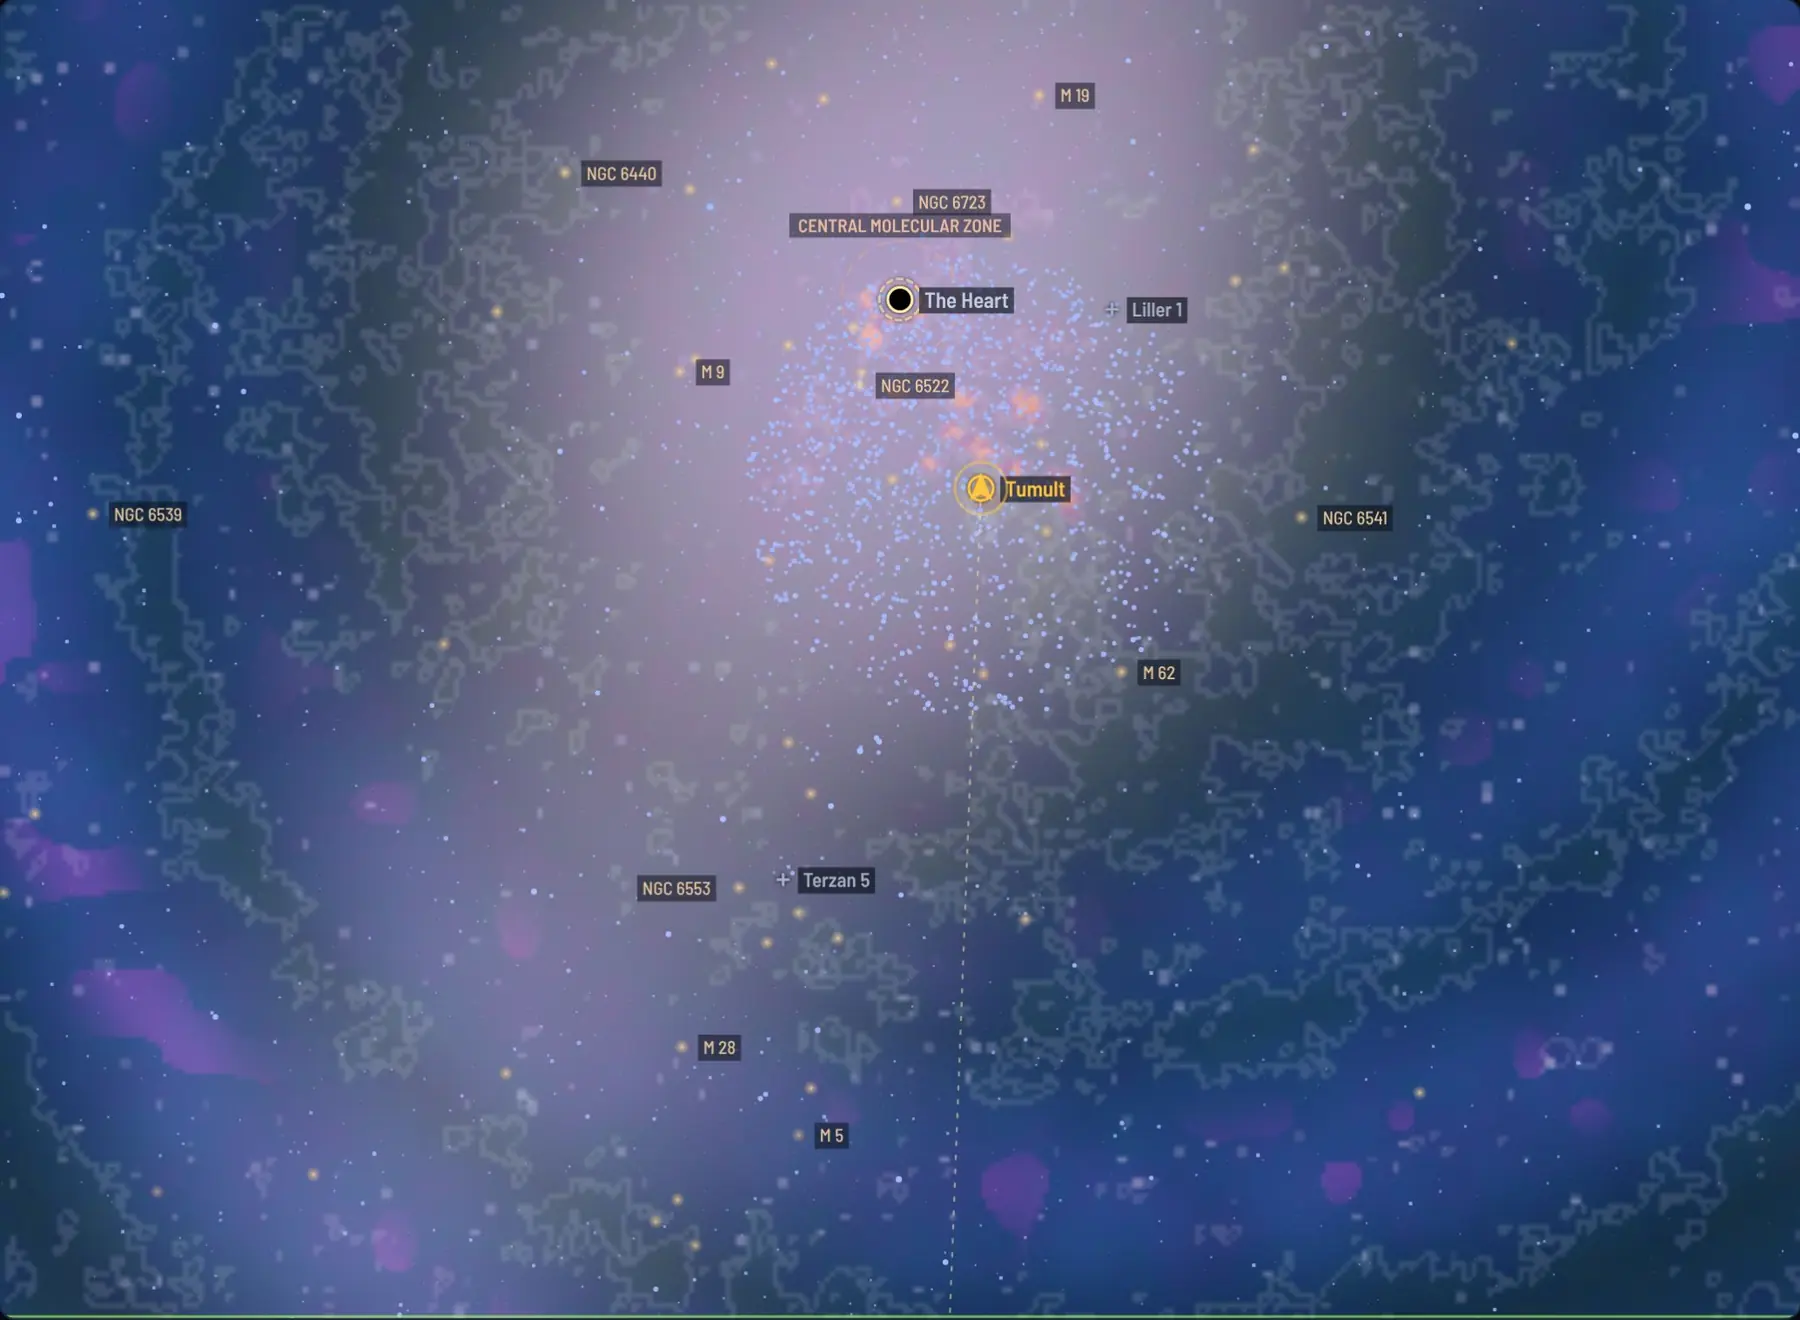 M 19
NGC 6440
NGC 6723
CENTRAL MOLECULAR ZONE
The Heart
Liller 1
M 9
NGC 6522
Tumult
NGC 6539
NGC 6541
M 62
Terzan 5
NGC 6553
M 28
M 5